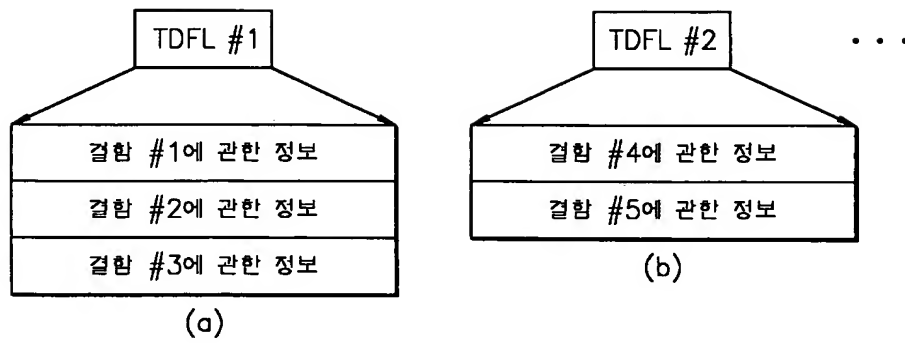 TDFL #1
결함 #1에 관한 정보
결함 #2에 관한 정보
결함 #3에 관한 정보
(a)
TDFL #2
결함 #4에 관한 정보
결함 #5에 관한 정보
(b)
· · ·